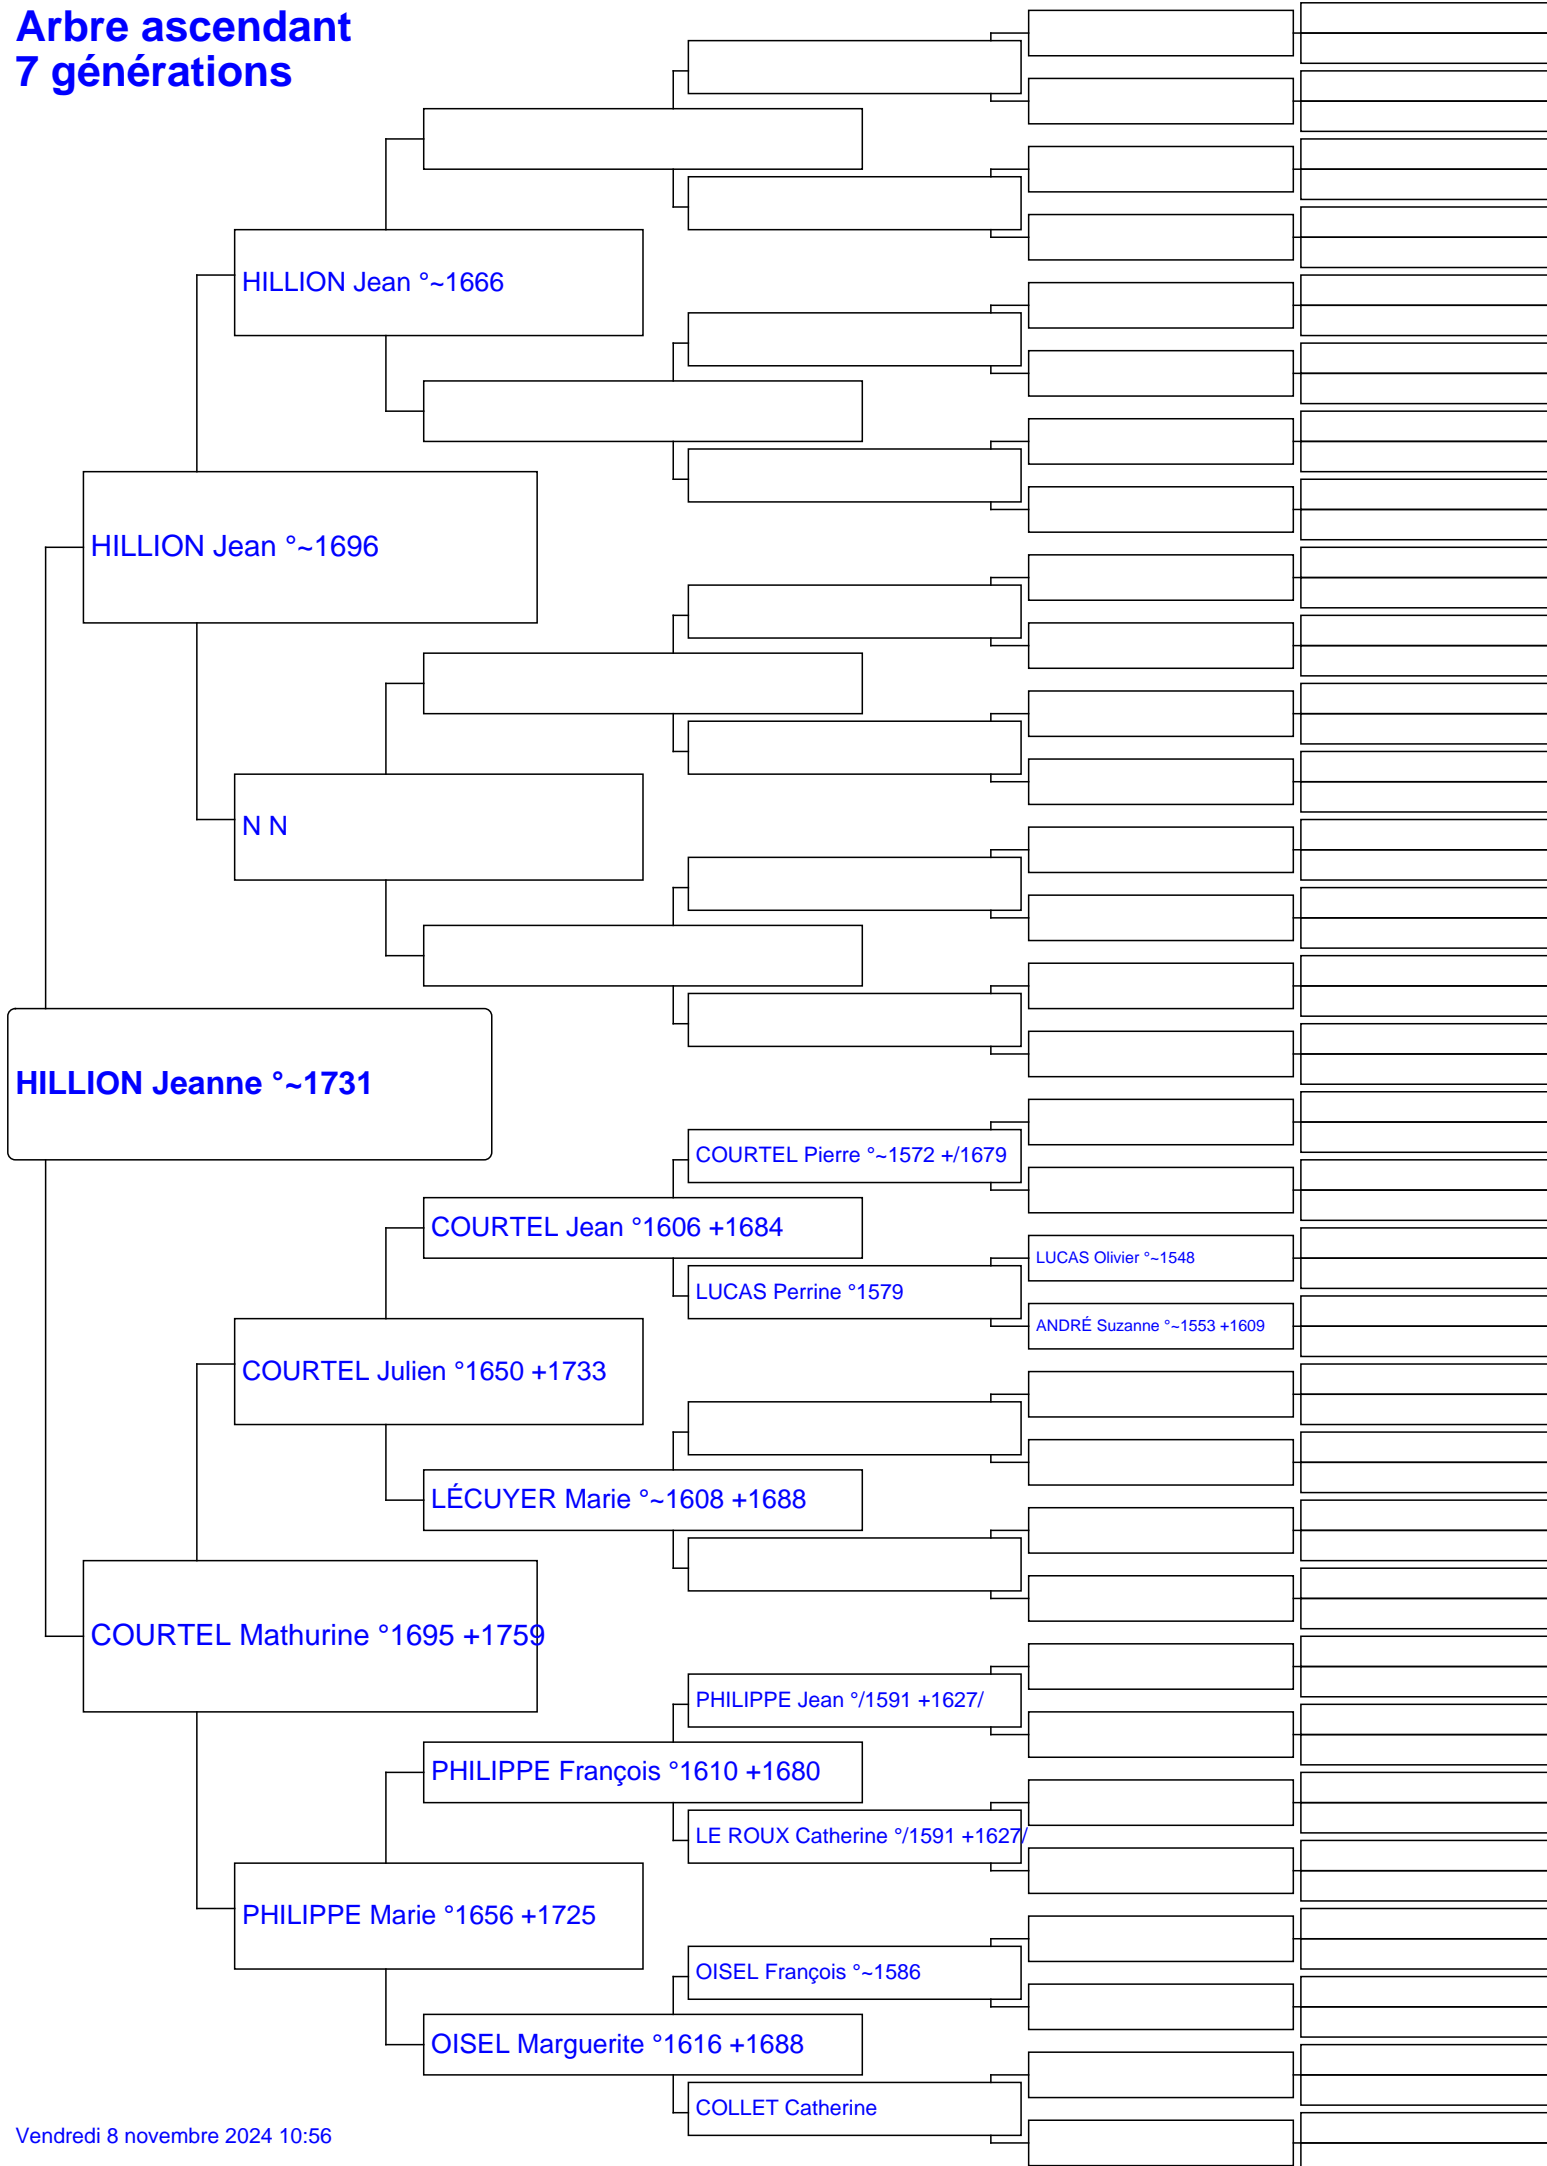 Arbre ascendant
7 générations
HILLION Jean °~1666
HILLION Jean °~1696
N N
HILLION Jeanne °~1731
COURTEL Pierre °~1572 +/1679
COURTEL Jean °1606 +1684
LUCAS Olivier °~1548
LUCAS Perrine °1579
ANDRÉ Suzanne °~1553 +1609
COURTEL Julien °1650 +1733
LÉCUYER Marie °~1608 +1688
COURTEL Mathurine °1695 +1759
PHILIPPE Jean °/1591 +1627/
PHILIPPE François °1610 +1680
LE ROUX Catherine °/1591 +1627/
PHILIPPE Marie °1656 +1725
OISEL François °~1586
OISEL Marguerite °1616 +1688
COLLET Catherine
Vendredi 8 novembre 2024 10:56